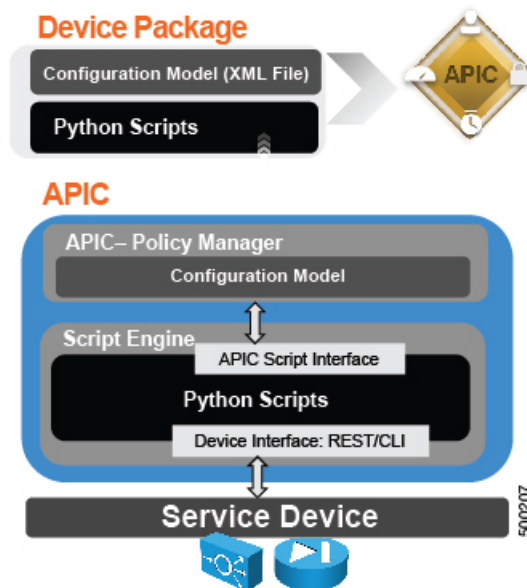 Device Package
Configuration Model (XML File)
Python Scripts
APIC
APIC
APIC– Policy Manager
Configuration Model
Script Engine
APIC Script Interface
Python Scripts
Device Interface: REST/CLI
Service Device
500207